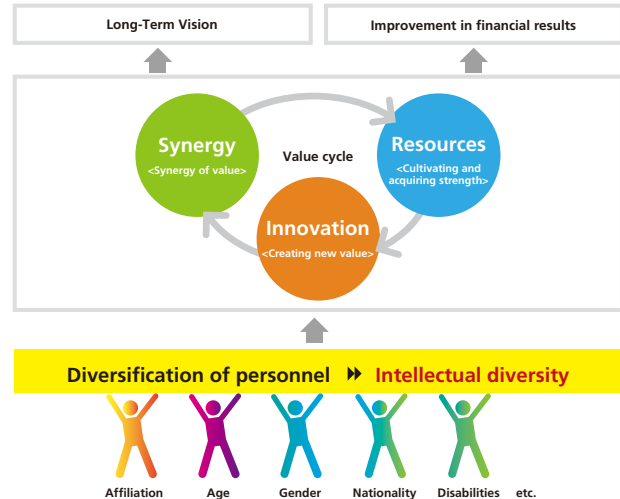 Long-Term Vision
Improvement in financial results
Synergy
<Synergy of value>
Value cycle
Resources
<Cultivating and
acquiring strength>
Innovation
<Creating new value>
Diversification of personnel Intellectual diversity
Affiliation Age Gender Nationality Disabilities etc.